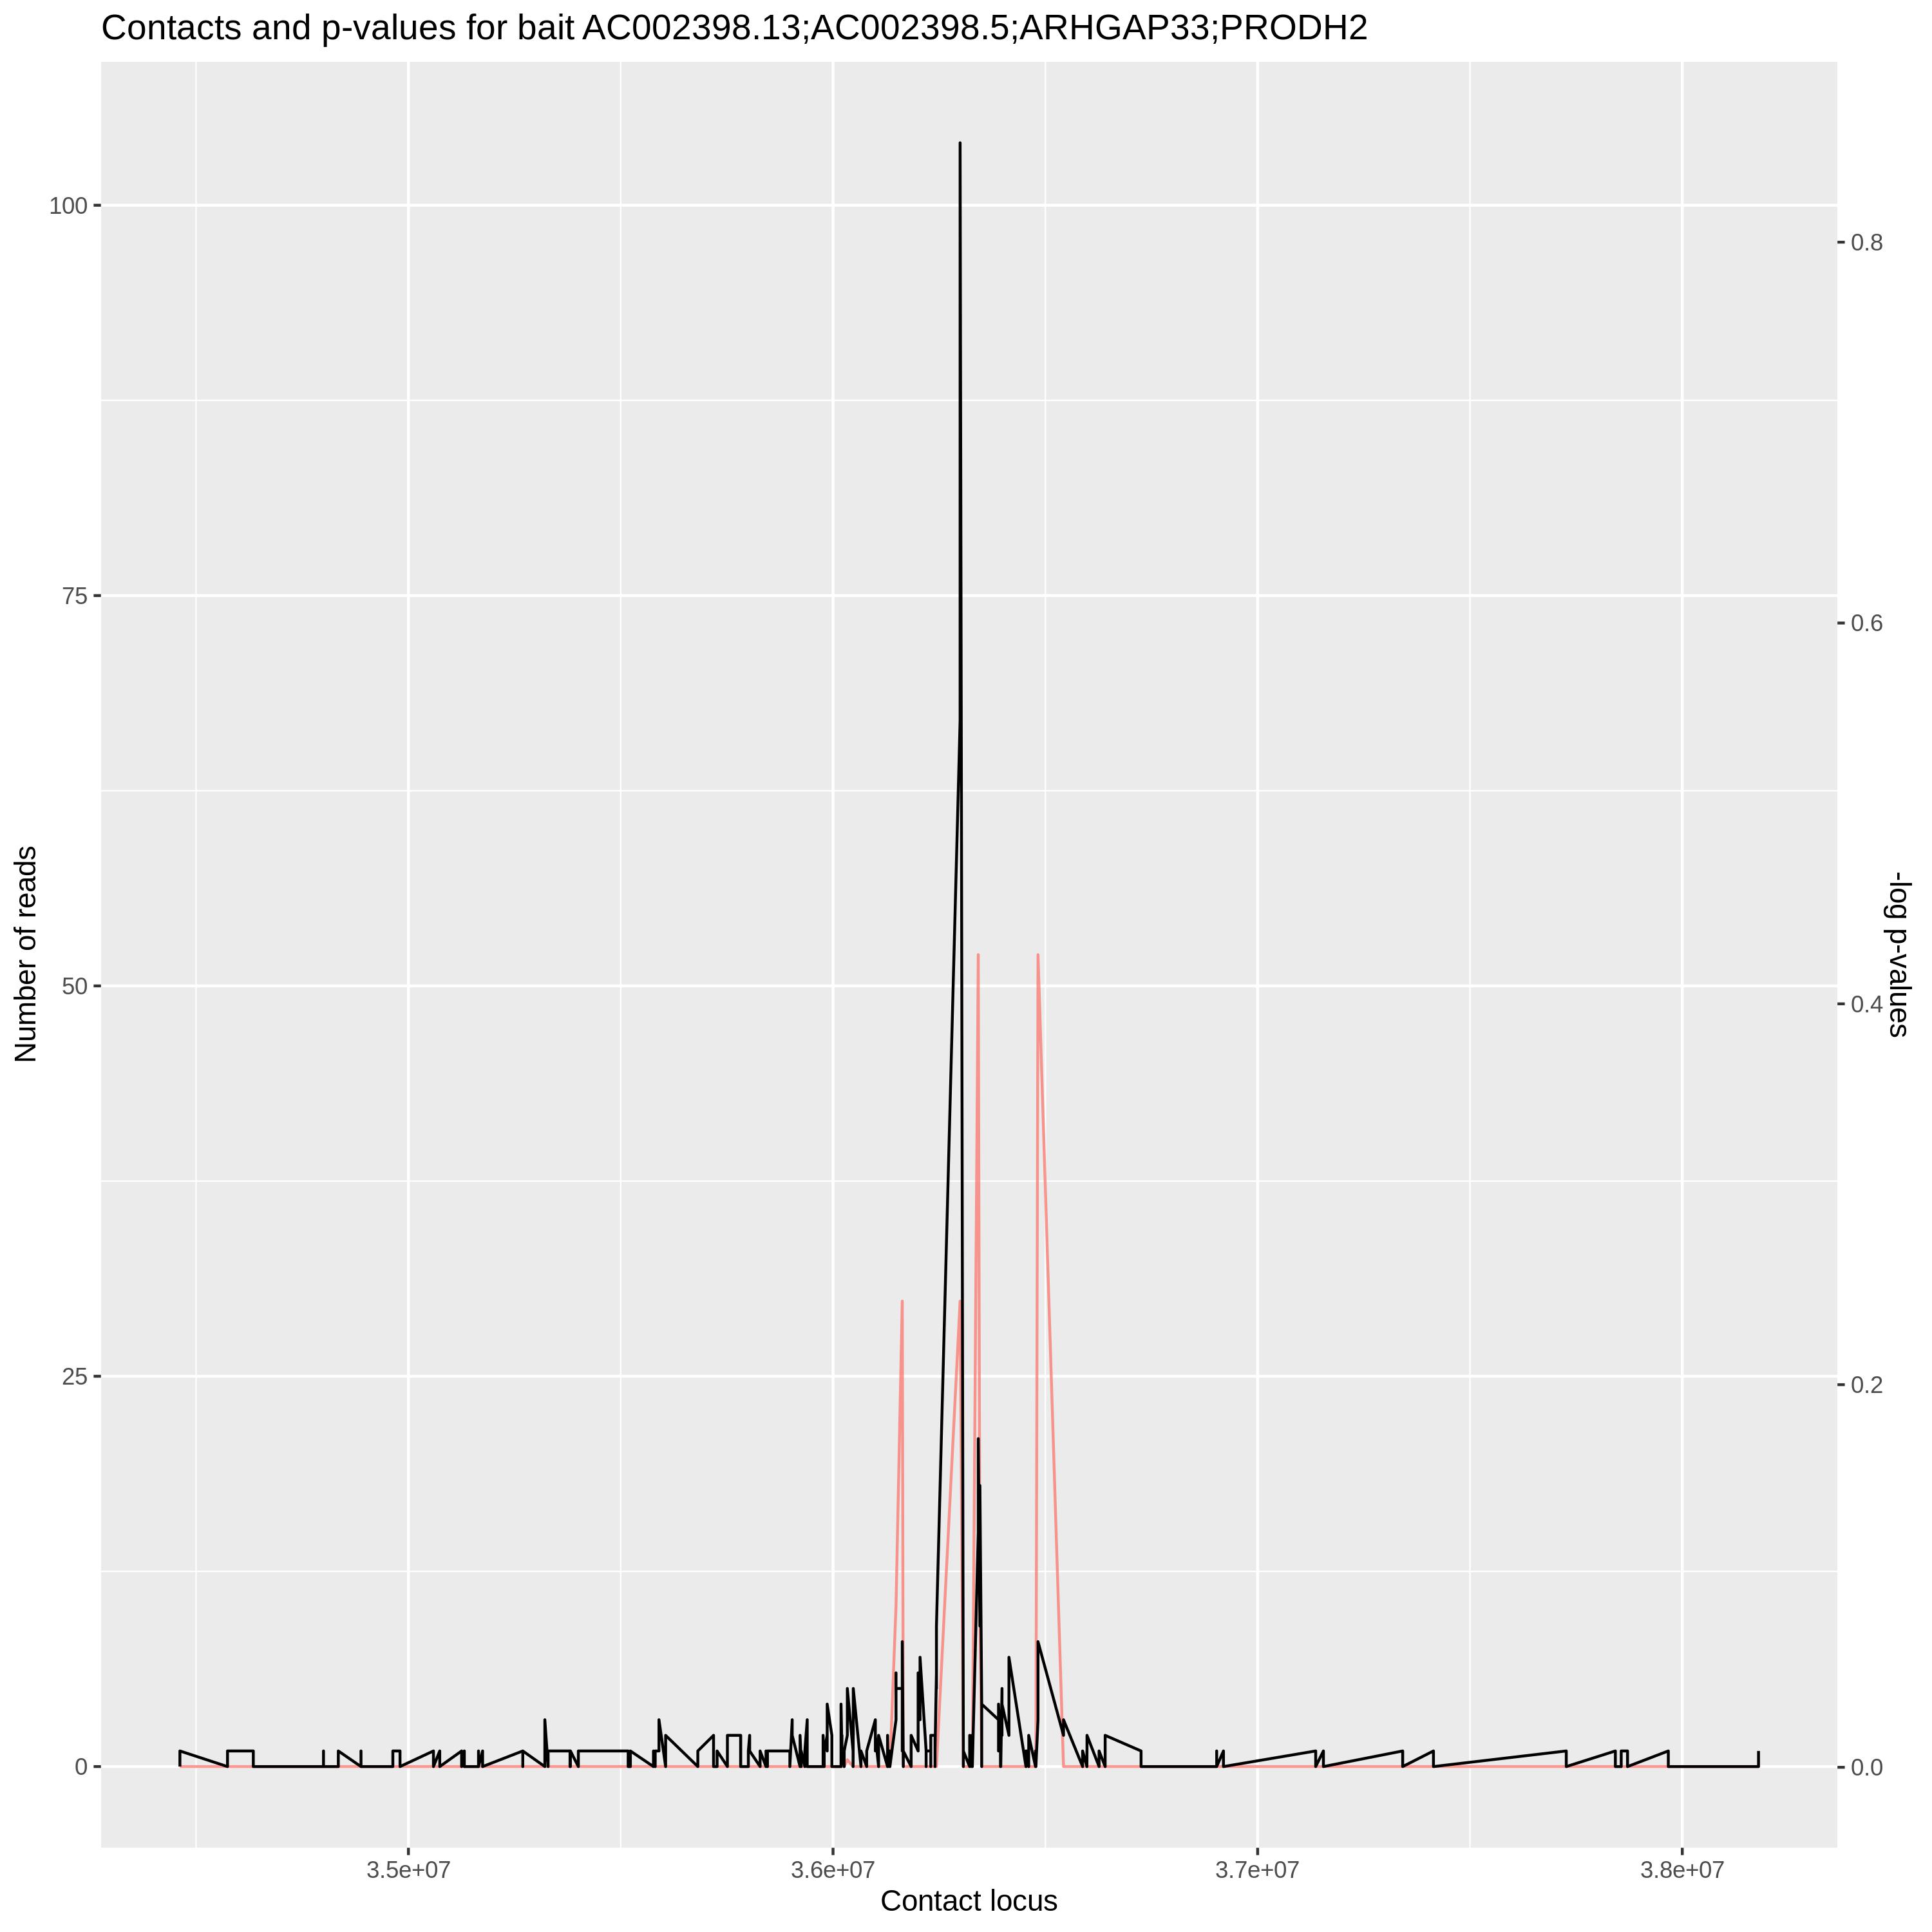 Contacts and p-values for bait AC002398.13;AC002398.5;ARHGAP33;PRODH2
100
75
50
25
0
Number of reads
0.8
0.6
0.4
0.2
0.0
-log p-values
3.5e+07
3.6e+07
3.7e+07
3.8e+07
Contact locus